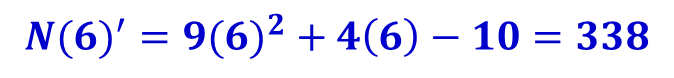 N(6)′ = 9(6)² + 4(6) − 10 = 338